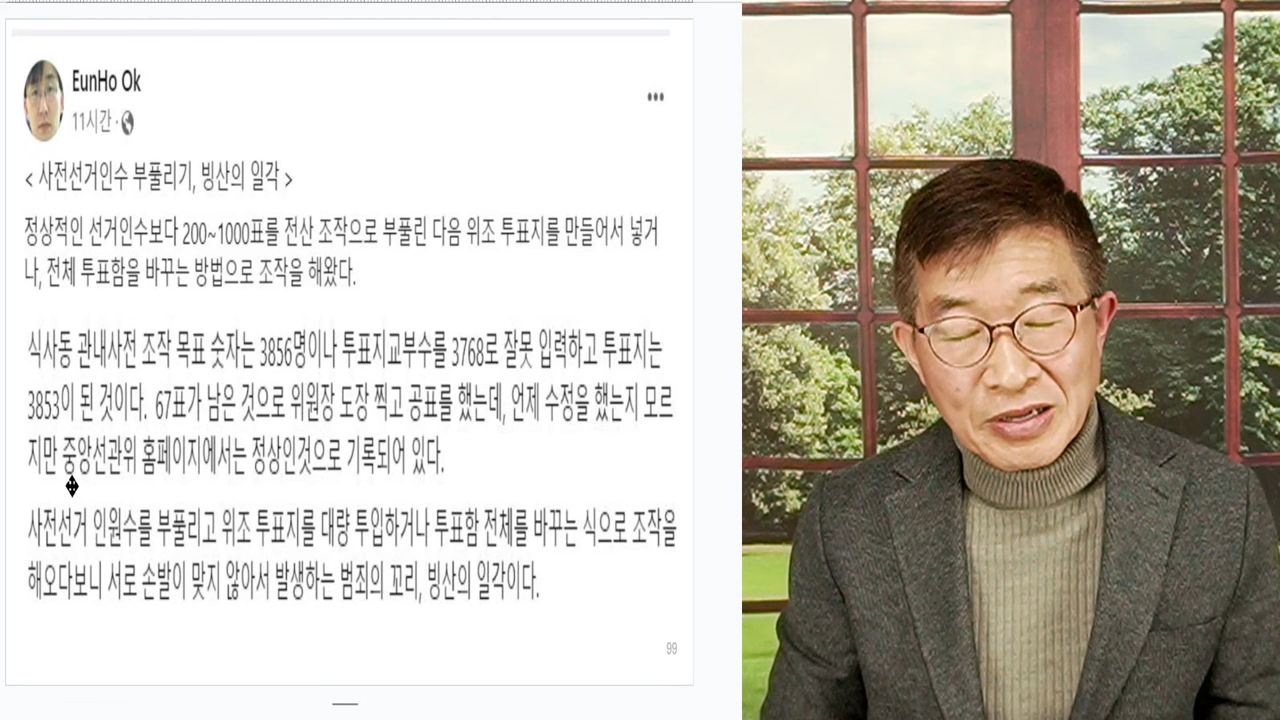 EunHo Ok
11시간 ·
< 사전선거인수 부풀리기, 빙산의 일각 >
정상적인 선거인수보다 200~1000표를 전산 조작으로 부풀린 다음 위조 투표지를 만들어서 넣거
나, 전체 투표함을 바꾸는 방법으로 조작을 해왔다.
식사동 관내사전 조작 목표 숫자는 3856명이나 투표지교부수를 3768로 잘못 입력하고 투표지는
3853이 된 것이다. 67표가 남은 것으로 위원장 도장 찍고 공표를 했는데, 언제 수정을 했는지 모르
지만 중앙선관위 홈페이지에서는 정상인것으로 기록되어 있다.
사전선거 인원수를 부풀리고 위조 투표지를 대량 투입하거나 투표함 전체를 바꾸는 식으로 조작을
해오다보니 서로 손발이 맞지 않아서 발생하는 범죄의 꼬리, 빙산의 일각이다.
99